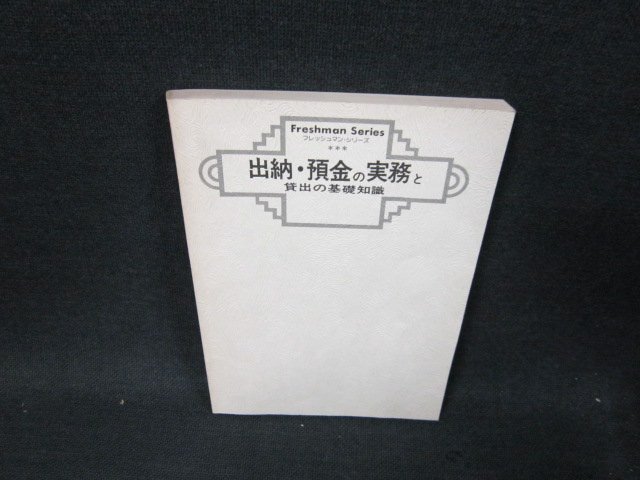 Freshman Series
フレッシュマン・シリーズ
＊＊＊
出納・預金の実務と
貸出の基礎知識